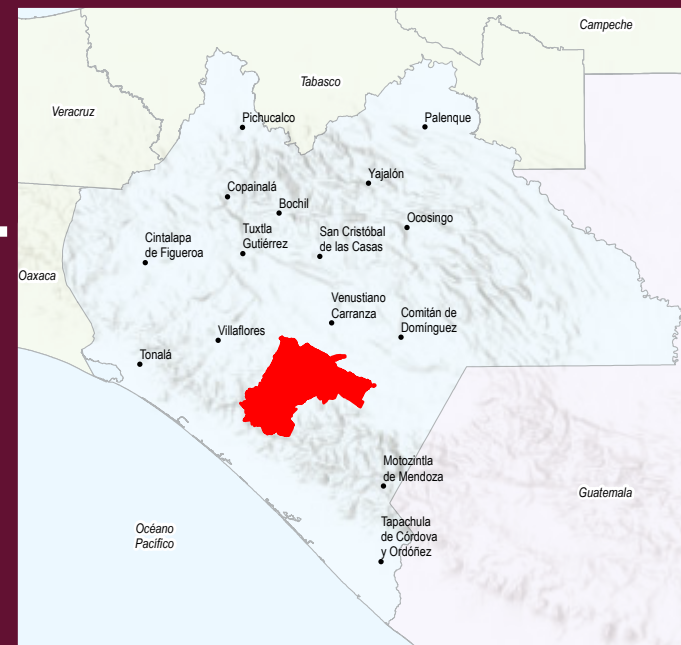 Campeche
Tabasco
Veracruz
Pichucalco
Palenque
Yajalón
Copainalá
Bochil
Ocosingo
Tuxtla
Gutiérrez
San Cristóbal
de las Casas
Cintalapa
de Figueroa
Oaxaca
Venustiano
Carranza
Comitán de
Domínguez
Villaflores
Tonalá
Motozintla
de Mendoza
Guatemala
Océano
Pacífico
Tapachula
de Córdova
y Ordóñez